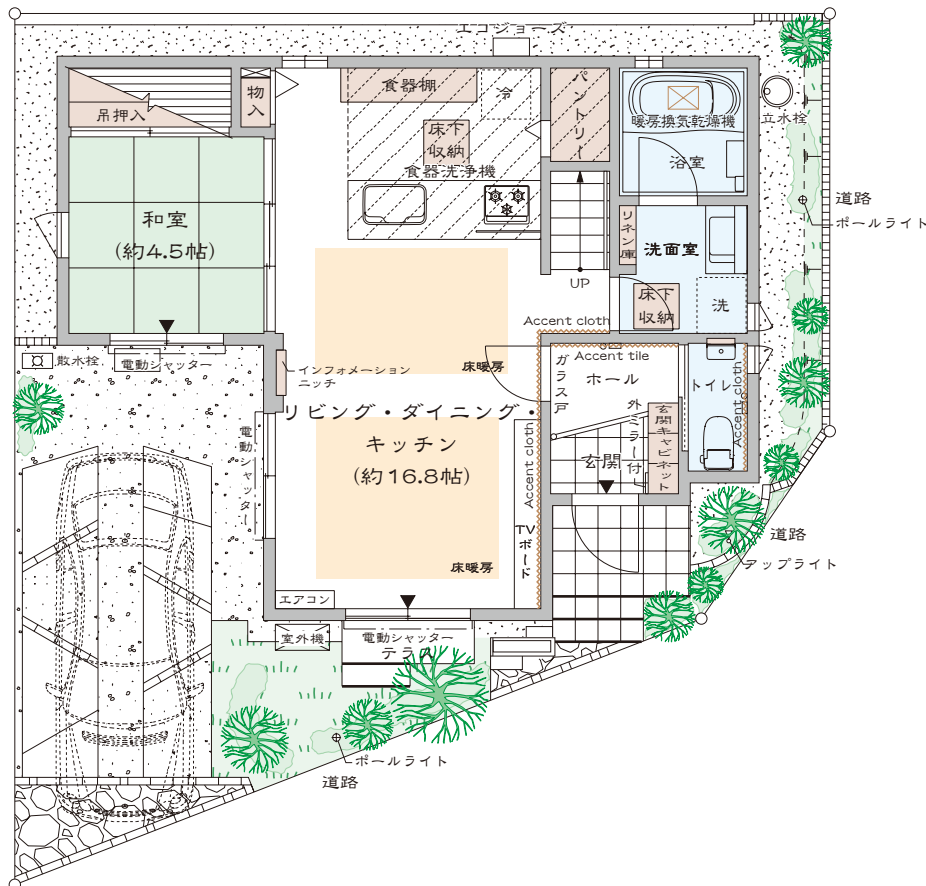 エコジョーズ
吊押入
物入
食器棚
冷
パントリー
床下
収納
食器洗浄機
暖房換気乾燥機
浴室
立水栓
道路
ポールライト
和室
(約4.5帖)
リネン庫
洗面室
洗
床下
収納
UP
Accent cloth
散水栓
電動シャッター
インフォメーション
ニッチ
床暖房
ガラス戸
Accent tile
ホール
トイレ
Accent cloth
リビング・ダイニング・
キッチン
(約16.8帖)
電動シャッター
Accent cloth
外ミラー付
玄関キャビネット
玄関
TVボード
床暖房
道路
アップライト
エアコン
室外機
電動シャッター
テラス
ポールライト
道路